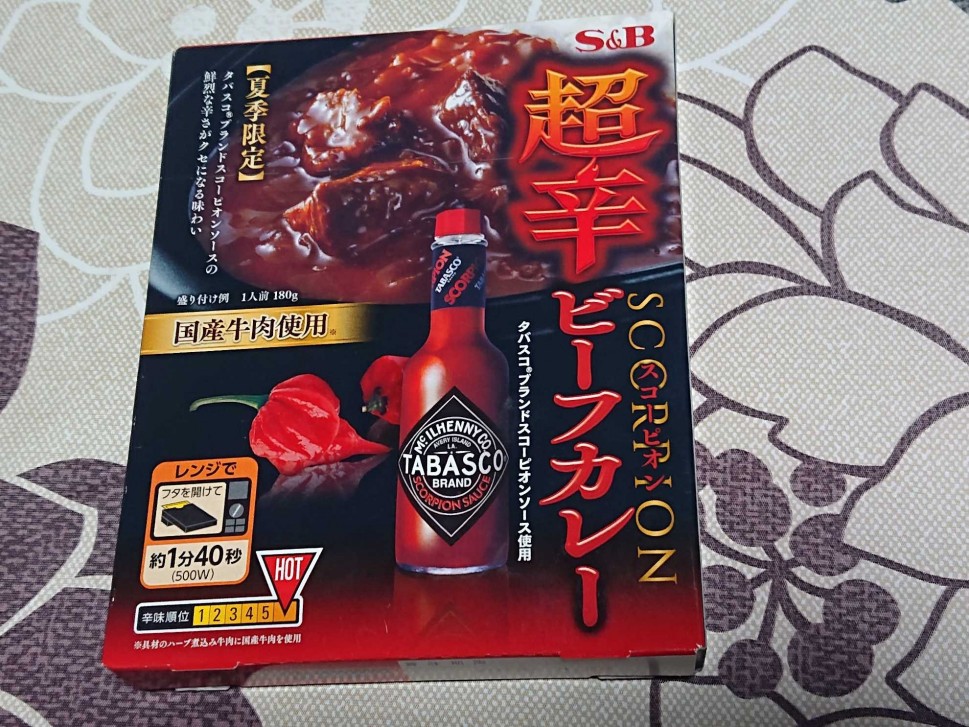 S&B
超辛
ビーフカレー
SCORPION
スコーピオン
タバスコ®ブランドスコーピオンソース使用
【夏季限定】
タバスコ®ブランドスコーピオンソースの
鮮烈な辛さがクセになる味わい
盛り付け例 1人前 180g
国産牛肉使用※
SCORPION
TABASCO®
McILHENNY CO.
AVERY ISLAND
LA.
TABASCO®
BRAND
SCORPION SAUCE
レンジで
フタを開けて
約1分40秒
(500W)
HOT
辛味順位 1 2 3 4 5
※具材のハーブ煮込み牛肉に国産牛肉を使用